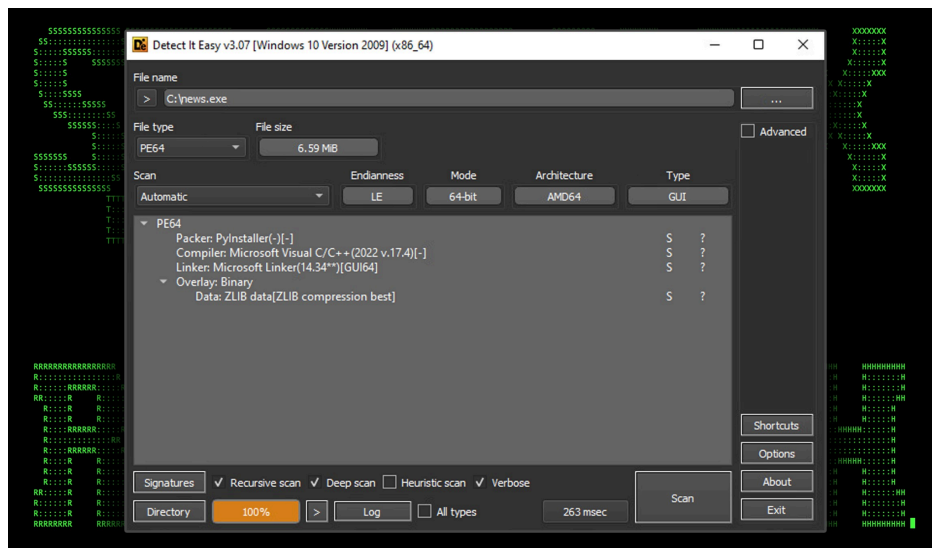 Detect It Easy v3.07 [Windows 10 Version 2009] (x86_64)
File name
> C:\news.exe ...
File type File size
PE64 6.59 MiB Advanced
Scan Endianness Mode Architecture Type
Automatic LE 64-bit AMD64 GUI
PE64
Packer: PyInstaller(-)[-] S ?
Compiler: Microsoft Visual C/C++(2022 v.17.4)[-] S ?
Linker: Microsoft Linker(14.34**)[GUI64] S ?
Overlay: Binary
Data: ZLIB data[ZLIB compression best] S ?
Shortcuts
Options
Signatures Recursive scan Deep scan Heuristic scan Verbose Scan About
Directory 100% > Log All types 263 msec Exit